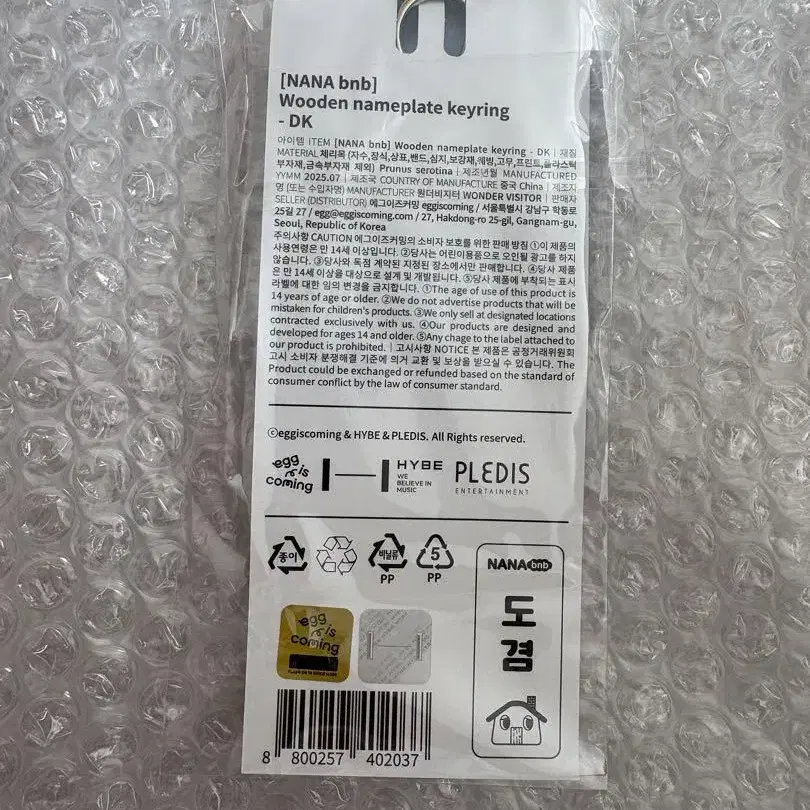 [NANA bnb]
Wooden nameplate keyring
- DK
아이템 ITEM [NANA bnb] Wooden nameplate keyring - DK | 재질
MATERIAL 체리목 (자수,장식,상표,밴드,심지,보강재,웨빙,고무,프린트,플라스틱
부자재,금속부자재 제외) Prunus serotina | 제조년월 MANUFACTURED
YYMM 2025.07 | 제조국 COUNTRY OF MANUFACTURE 중국 China | 제조자
명 (또는 수입자명) MANUFACTURER 원더비지터 WONDER VISITOR | 판매자
SELLER (DISTRIBUTOR) 에그이즈커밍 eggiscoming / 서울특별시 강남구 학동로
25길 27 / egg@eggiscoming.com / 27, Hakdong-ro 25-gil, Gangnam-gu,
Seoul, Republic of Korea
주의사항 CAUTION 에그이즈커밍의 소비자 보호를 위한 판매 방침 ①이 제품의
사용연령은 만 14세 이상입니다. ②당사는 어린이용품으로 오인될 광고를 하지
않습니다. ③당사와 독점 계약된 지정된 장소에서만 판매합니다. ④당사 제품
은 만 14세 이상을 대상으로 설계 및 개발됩니다. ⑤당사 제품에 부착되는 표시
라벨에 대한 임의 변경을 금지합니다. ①The age of use of this product is
14 years of age or older. ②We do not advertise products that will be
mistaken for children's products. ③We only sell at designated locations
contracted exclusively with us. ④Our products are designed and
developed for ages 14 and older. ⑤Any chage to the label attached to
our product is prohibited. | 고시사항 NOTICE 본 제품은 공정거래위원회
고시 소비자 분쟁해결 기준에 의거 교환 및 보상을 받으실 수 있습니다. The
Product could be exchanged or refunded based on the standard of
consumer conflict by the law of consumer standard.
ⓒeggiscoming & HYBE & PLEDIS. All Rights reserved.
egg is coming
HYBE
WE
BELIEVE IN
MUSIC
PLEDIS
ENTERTAINMENT
종이
비닐류
PP
5
PP
NANA bnb
도
겸
egg is coming
8 800257 402037